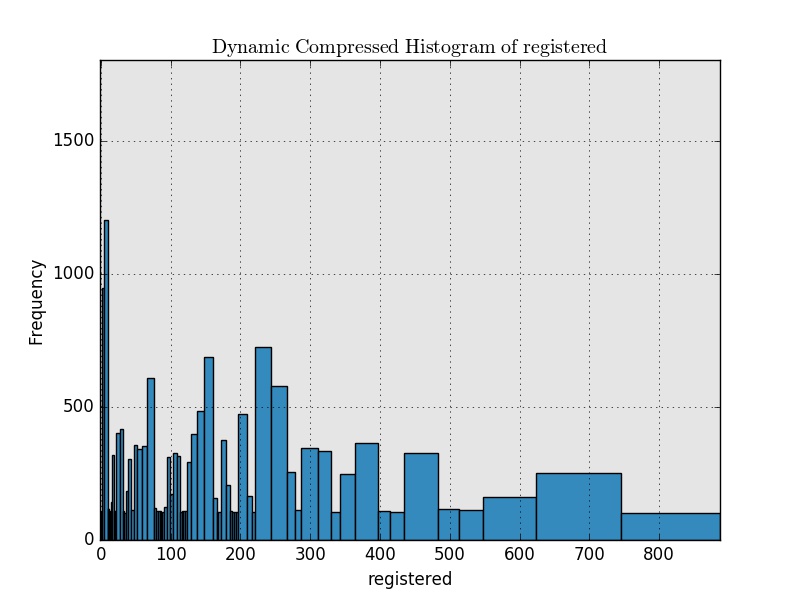 Dynamic Compressed Histogram of registered
1500
1000
500
0
Frequency
0 100 200 300 400 500 600 700 800
registered